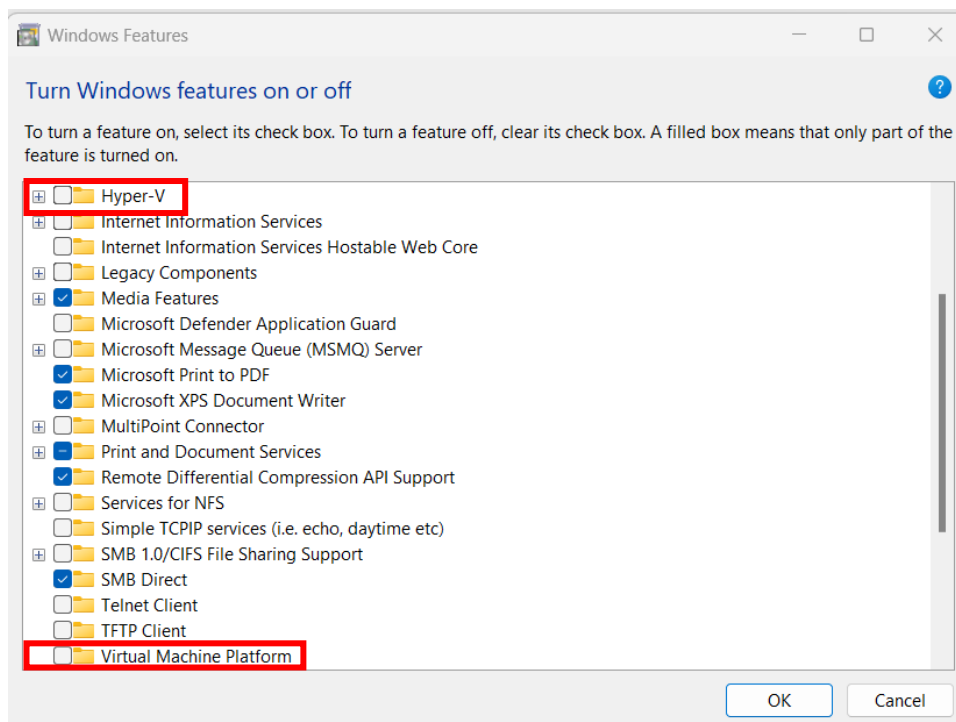 Windows Features
Turn Windows features on or off
?
To turn a feature on, select its check box. To turn a feature off, clear its check box. A filled box means that only part of the
feature is turned on.
Hyper-V
Internet Information Services
Internet Information Services Hostable Web Core
Legacy Components
Media Features
Microsoft Defender Application Guard
Microsoft Message Queue (MSMQ) Server
Microsoft Print to PDF
Microsoft XPS Document Writer
MultiPoint Connector
Print and Document Services
Remote Differential Compression API Support
Services for NFS
Simple TCPIP services (i.e. echo, daytime etc)
SMB 1.0/CIFS File Sharing Support
SMB Direct
Telnet Client
TFTP Client
Virtual Machine Platform
OK
Cancel